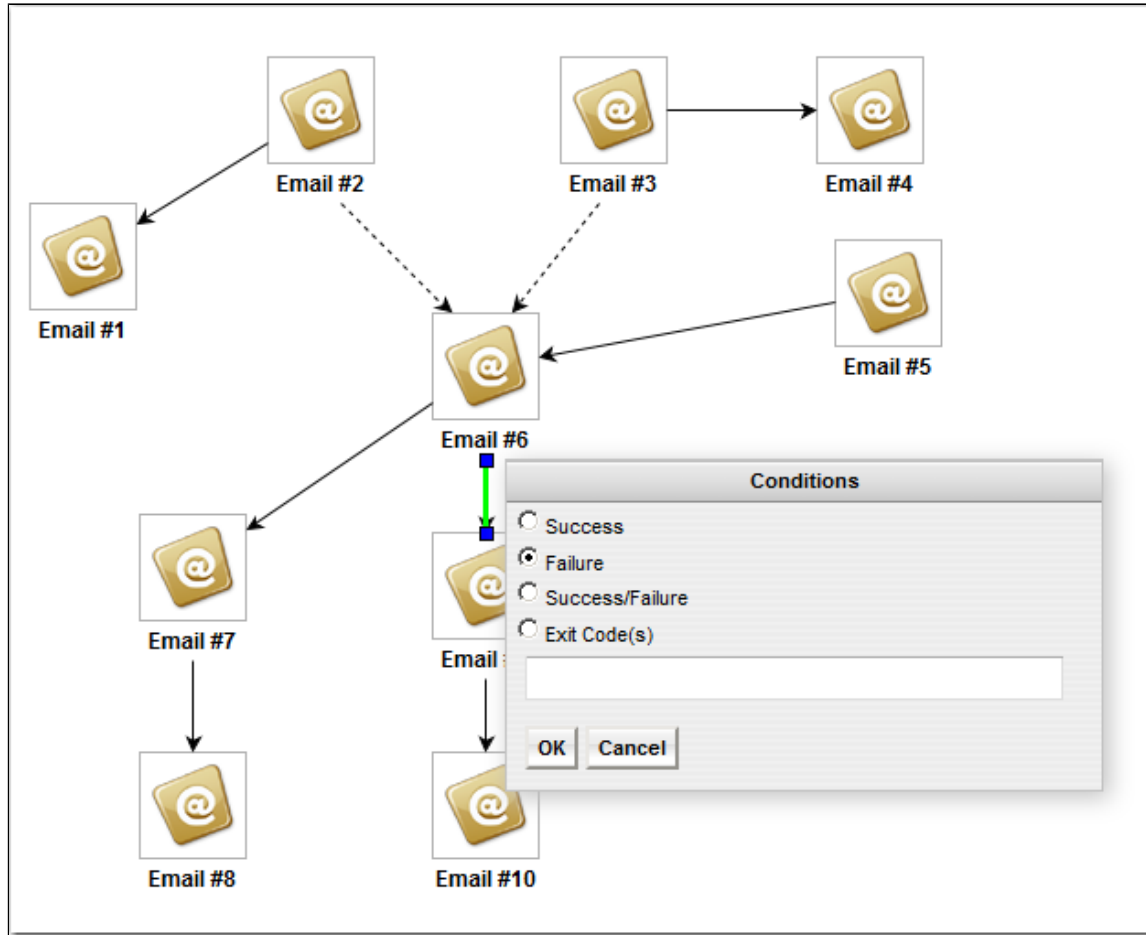 Email #2
Email #3
Email #4
Email #1
Email #5
Email #6
Conditions
Success
Failure
Success/Failure
Exit Code(s)
Email #7
Email
OK
Cancel
Email #8
Email #10